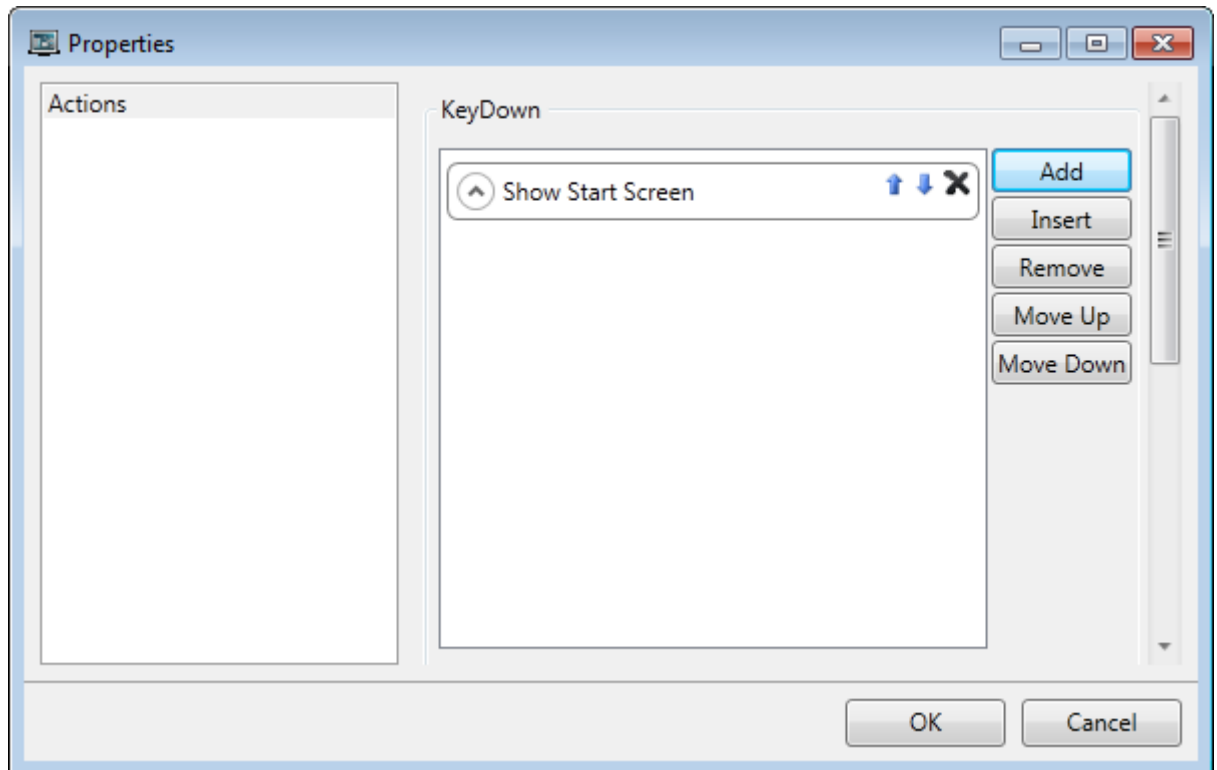 Properties
Actions
KeyDown
Show Start Screen
Add
Insert
Remove
Move Up
Move Down
OK
Cancel